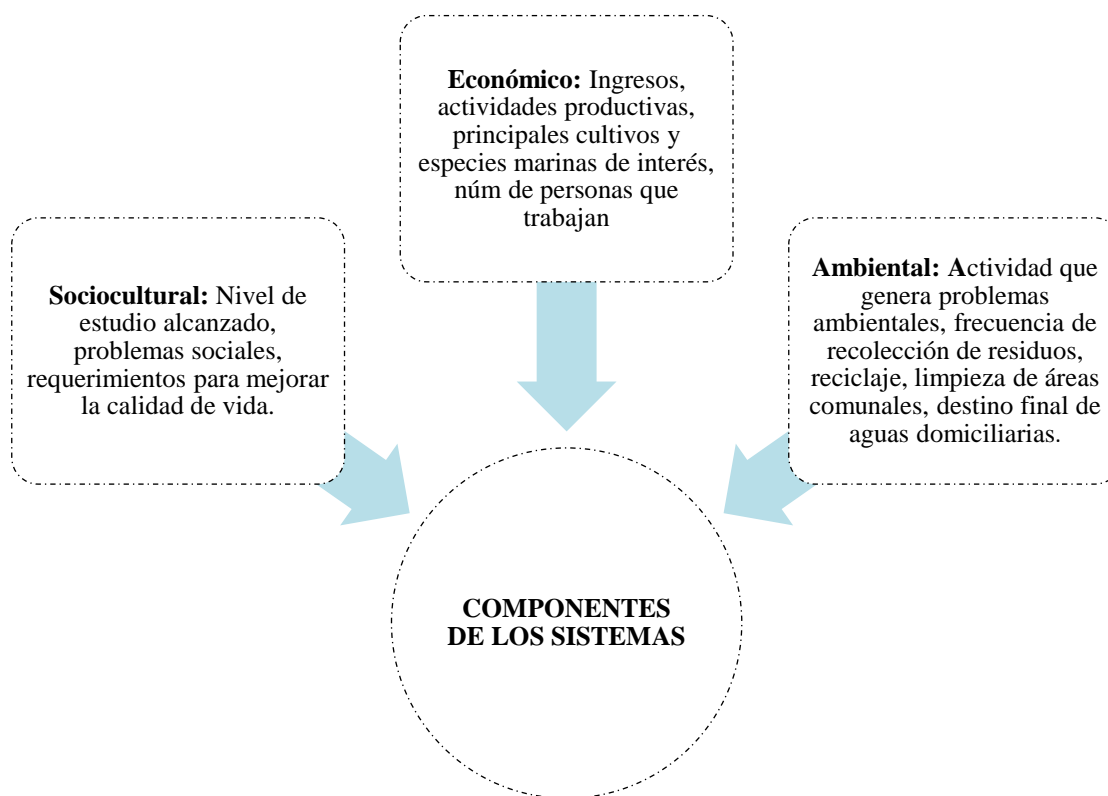 Económico: Ingresos,
actividades productivas,
principales cultivos y
especies marinas de interés,
núm de personas que
trabajan
Sociocultural: Nivel de
estudio alcanzado,
problemas sociales,
requerimientos para mejorar
la calidad de vida.
Ambiental: Actividad que
genera problemas
ambientales, frecuencia de
recolección de residuos,
reciclaje, limpieza de áreas
comunales, destino final de
aguas domiciliarias.
COMPONENTES
DE LOS SISTEMAS